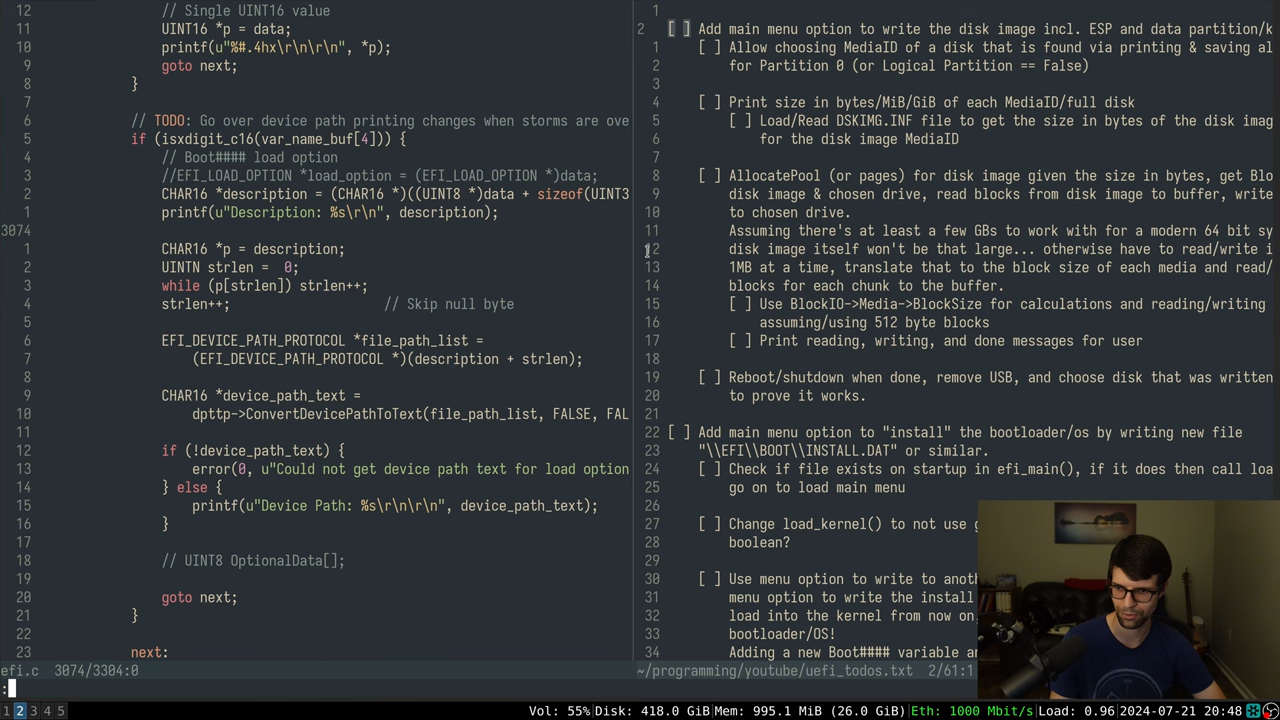 12                // Single UINT16 value
11                UINT16 *p = data;
10                printf(u"%#.4hx\r\n\r\n", *p);
9                goto next;
8            }
7
6            // TODO: Go over device path printing changes when storms are ove
5            if (isxdigit_c16(var_name_buf[4])) {
4                // Boot#### load option
3                //EFI_LOAD_OPTION *load_option = (EFI_LOAD_OPTION *)data;
2                CHAR16 *description = (CHAR16 *)((UINT8 *)data + sizeof(UINT3
1                printf(u"Description: %s\r\n", description);
3074
1                CHAR16 *p = description;
2                UINTN strlen =  0;
3                while (p[strlen]) strlen++;
4                strlen++;                // Skip null byte
5
6                EFI_DEVICE_PATH_PROTOCOL *file_path_list =
7                    (EFI_DEVICE_PATH_PROTOCOL *)(description + strlen);
8
9                CHAR16 *device_path_text =
10                    dpttp->ConvertDevicePathToText(file_path_list, FALSE, FAL
11
12                if (!device_path_text) {
13                    error(0, u"Could not get device path text for load option
14                } else {
15                    printf(u"Device Path: %s\r\n\r\n", device_path_text);
16                }
17
18                // UINT8 OptionalData[];
19
20                goto next;
21            }
22
23            next:
efi.c  3074/3304:0
:
1
2 [ ] Add main menu option to write the disk image incl. ESP and data partition/k
1     [ ] Allow choosing MediaID of a disk that is found via printing & saving al
2         for Partition 0 (or Logical Partition == False)
3
4     [ ] Print size in bytes/MiB/GiB of each MediaID/full disk
5         [ ] Load/Read DSKIMG.INF file to get the size in bytes of the disk imag
6             for the disk image MediaID
7
8     [ ] AllocatePool (or pages) for disk image given the size in bytes, get Blo
9         disk image & chosen drive, read blocks from disk image to buffer, write
10         to chosen drive.
11         Assuming there's at least a few GBs to work with for a modern 64 bit sy
12         disk image itself won't be that large... otherwise have to read/write i
13         1MB at a time, translate that to the block size of each media and read/
14         blocks for each chunk to the buffer.
15         [ ] Use BlockIO->Media->BlockSize for calculations and reading/writing
16             assuming/using 512 byte blocks
17         [ ] Print reading, writing, and done messages for user
18
19     [ ] Reboot/shutdown when done, remove USB, and choose disk that was written
20         to prove it works.
21
22 [ ] Add main menu option to "install" the bootloader/os by writing new file
23     "\\EFI\\BOOT\\INSTALL.DAT" or similar.
24     [ ] Check if file exists on startup in efi_main(), if it does then call loa
25         go on to load main menu
26
27     [ ] Change load_kernel() to not use g
28         boolean?
29
30     [ ] Use menu option to write to anoth
31         menu option to write the install
32         load into the kernel from now on,
33         bootloader/OS!
34         Adding a new Boot#### variable an
~/programming/youtube/uefi_todos.txt  2/61:1
1 2 3 4 5 Vol: 55% Disk: 418.0 GiB Mem: 995.1 MiB (26.0 GiB) Eth: 1000 Mbit/s Load: 0.96 2024-07-21 20:48